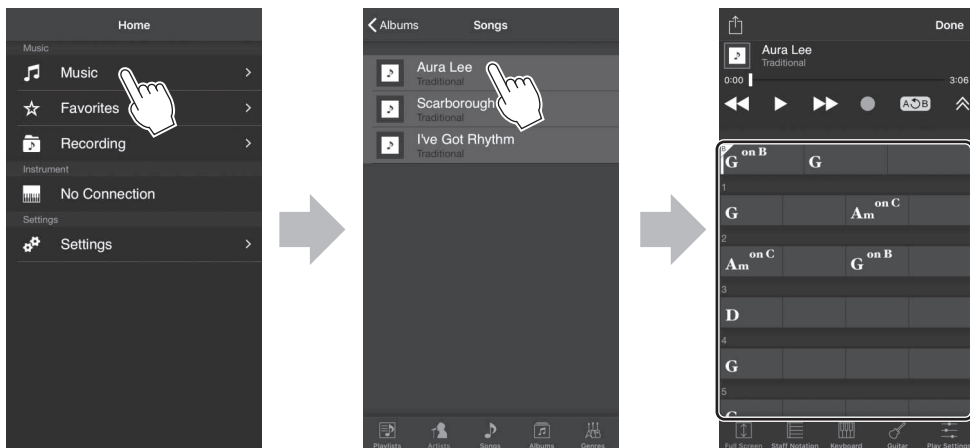 Home
Music
Music
Favorites
Recording
Instrument
No Connection
Settings
Settings
Albums Songs
Aura Lee
Traditional
Scarborough
Traditional
I've Got Rhythm
Traditional
Playlists Artists Songs Albums Genres
Done
Aura Lee
Traditional
0:00 3:06
A B
B
G on B G
1
G Am on C
2
Am on C G on B
3
D
4
G
5
Full Screen Staff Notation Keyboard Guitar Play Settings